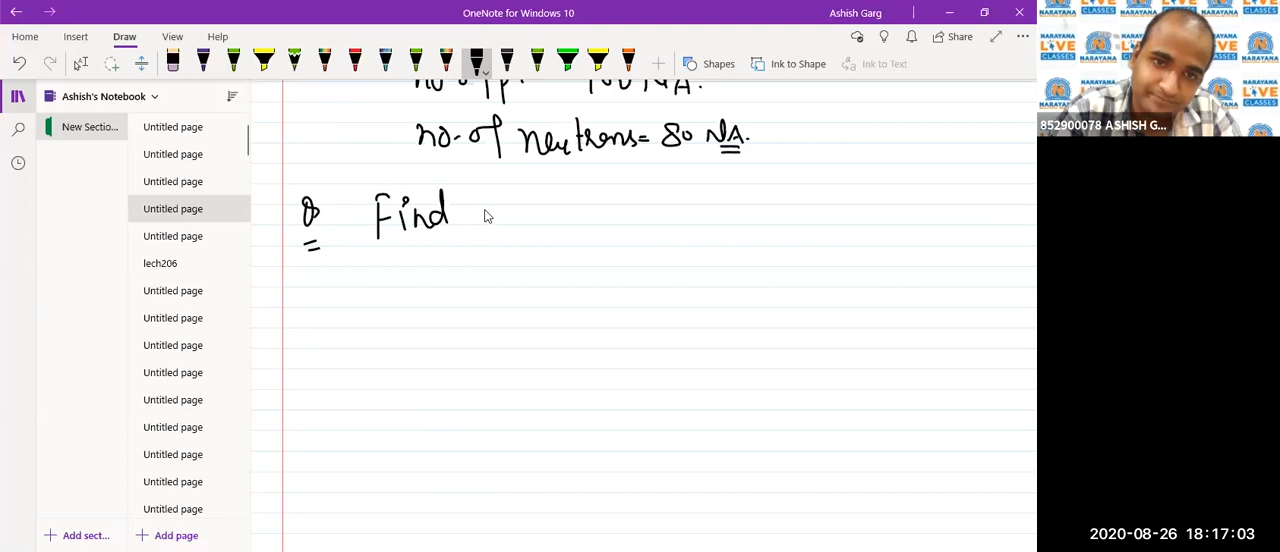 OneNote for Windows 10
Ashish Garg
Home Insert Draw View Help
Share
Shapes
Ink to Shape
Ink to Text
Ashish's Notebook
New Sectio...
Untitled page
Untitled page
Untitled page
Untitled page
Untitled page
lech206
Untitled page
Untitled page
Untitled page
Untitled page
Untitled page
Untitled page
Untitled page
Untitled page
Untitled page
Add sect...
Add page
no. of neutrons = 80 NA.
Q Find
NARAYANA
LIVE
CLASSES
852900078 ASHISH G...
2020-08-26 18:17:03